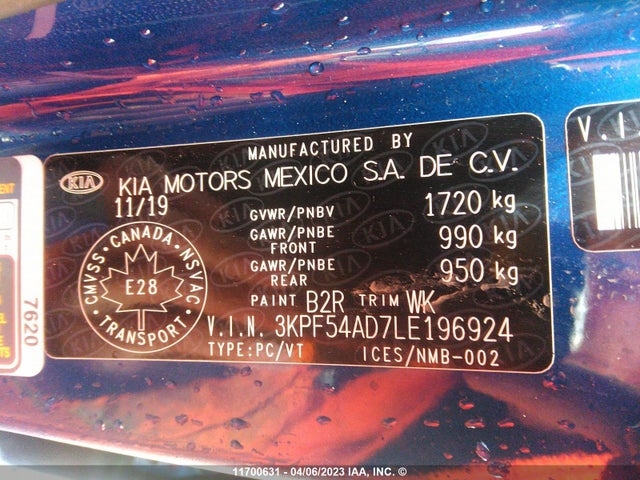 MANUFACTURED BY
KIA KIA MOTORS MEXICO S.A. DE C.V.
11/19
GVWR/PNBV 1720 kg
GAWR/PNBE FRONT 990 kg
GAWR/PNBE REAR 950 kg
PAINT B2R TRIM WK
V.I.N. 3KPF54AD7LE196924
TYPE:PC/VT ICES/NMB-002
CMVSS • CANADA • NSVAC • TRANSPORT •
E28
7620
V.I
11700631 - 04/06/2023 IAA, INC. ©